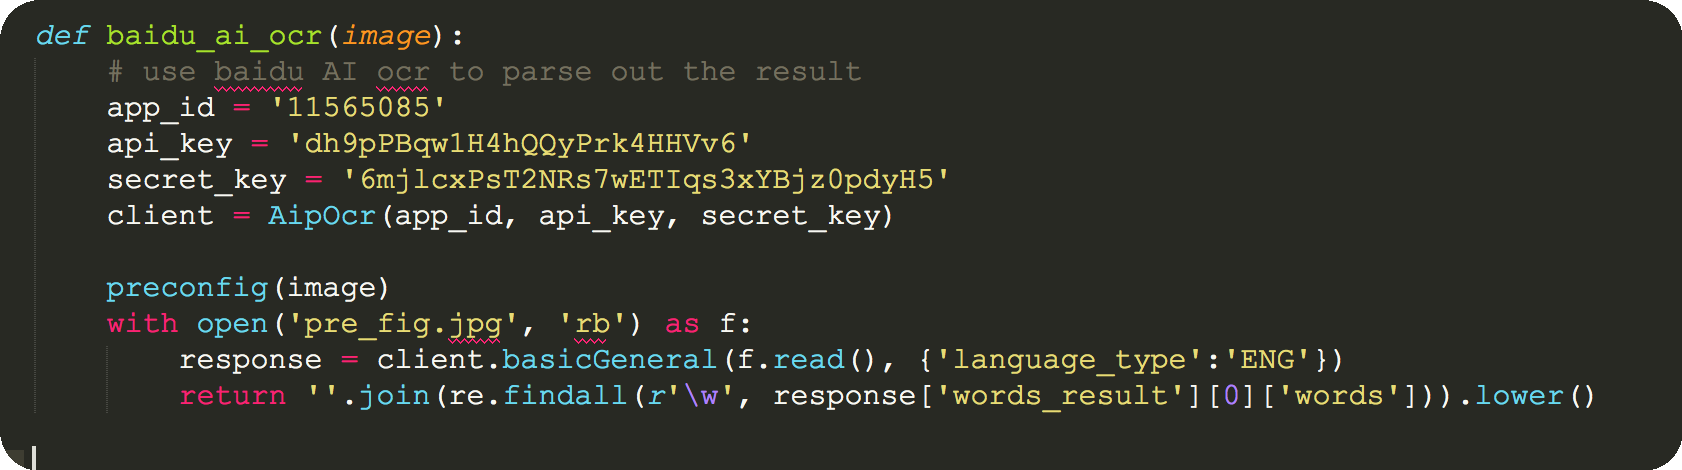 def baidu_ai_ocr(image):
    # use baidu AI ocr to parse out the result
    app_id = '11565085'
    api_key = 'dh9pPBqw1H4hQQyPrk4HHVv6'
    secret_key = '6mjlcxPsT2NRs7wETIqs3xYBjz0pdyH5'
    client = AipOcr(app_id, api_key, secret_key)
    preconfig(image)
    with open('pre_fig.jpg', 'rb') as f:
        response = client.basicGeneral(f.read(), {'language_type':'ENG'})
        return ''.join(re.findall(r'\w', response['words_result'][0]['words'])).lower()